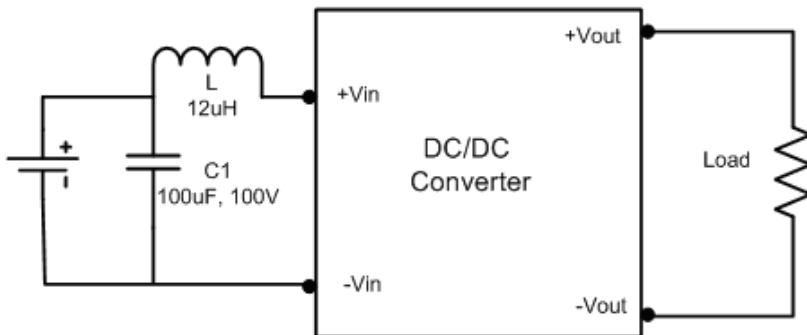 L
12uH
+
-
C1
100uF, 100V
+Vin
-Vin
DC/DC
Converter
+Vout
-Vout
Load